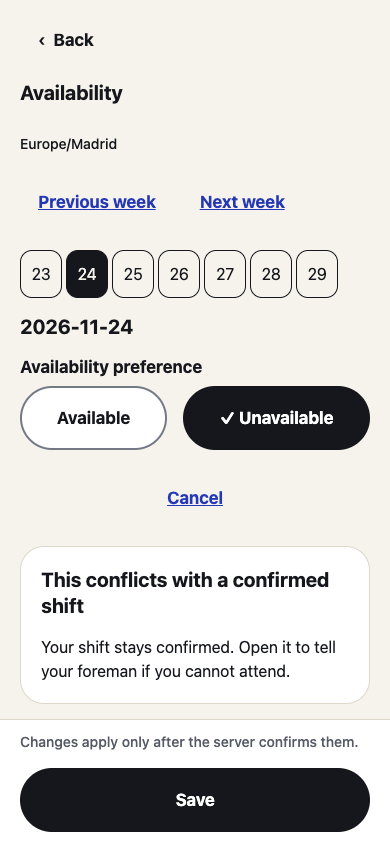 ‹ Back
Availability
Europe/Madrid
Previous week Next week
23 24 25 26 27 28 29
2026-11-24
Availability preference
Available ✓ Unavailable
Cancel
This conflicts with a confirmed
shift
Your shift stays confirmed. Open it to tell
your foreman if you cannot attend.
Changes apply only after the server confirms them.
Save